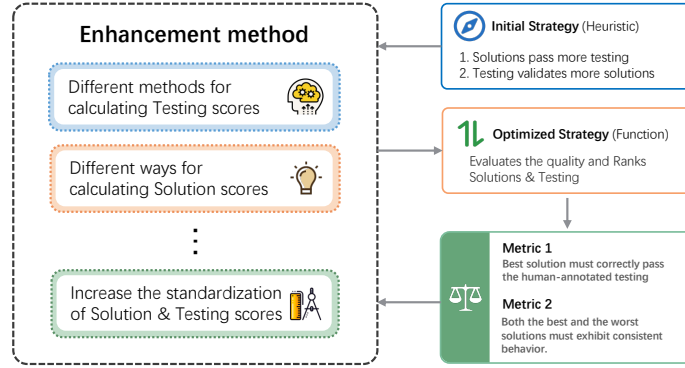 Enhancement method
Different methods for
calculating Testing scores
Different ways for
calculating Solution scores
Increase the standardization
of Solution & Testing scores
Initial Strategy (Heuristic)
1. Solutions pass more testing
2. Testing validates more solutions
Optimized Strategy (Function)
Evaluates the quality and Ranks
Solutions & Testing
Metric 1
Best solution must correctly pass
the human-annotated testing
Metric 2
Both the best and the worst
solutions must exhibit consistent
behavior.